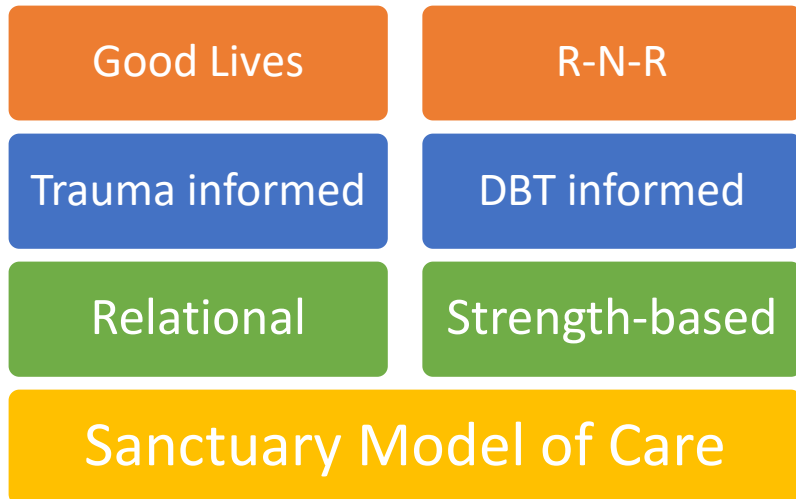 Good Lives
R-N-R
Trauma informed
DBT informed
Relational
Strength-based
Sanctuary Model of Care